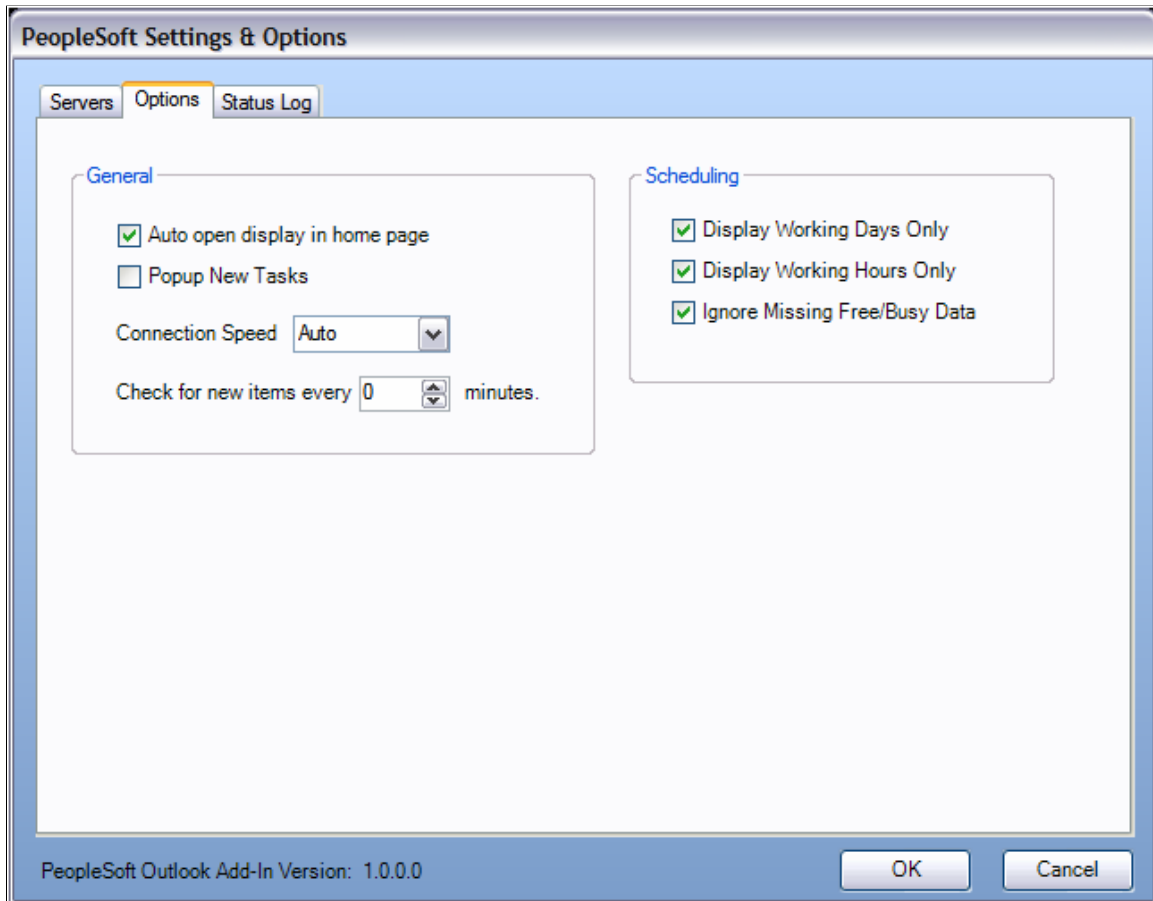 PeopleSoft Settings & Options
Servers Options Status Log
General
Auto open display in home page
Popup New Tasks
Connection Speed Auto
Check for new items every 0 minutes.
Scheduling
Display Working Days Only
Display Working Hours Only
Ignore Missing Free/Busy Data
PeopleSoft Outlook Add-In Version: 1.0.0.0
OK Cancel